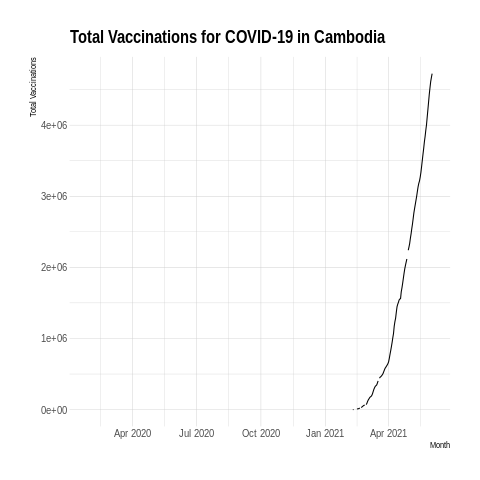 Total Vaccinations for COVID-19 in Cambodia
Total Vaccinations
4e+06
3e+06
2e+06
1e+06
0e+00
Apr 2020 Jul 2020 Oct 2020 Jan 2021 Apr 2021
Month